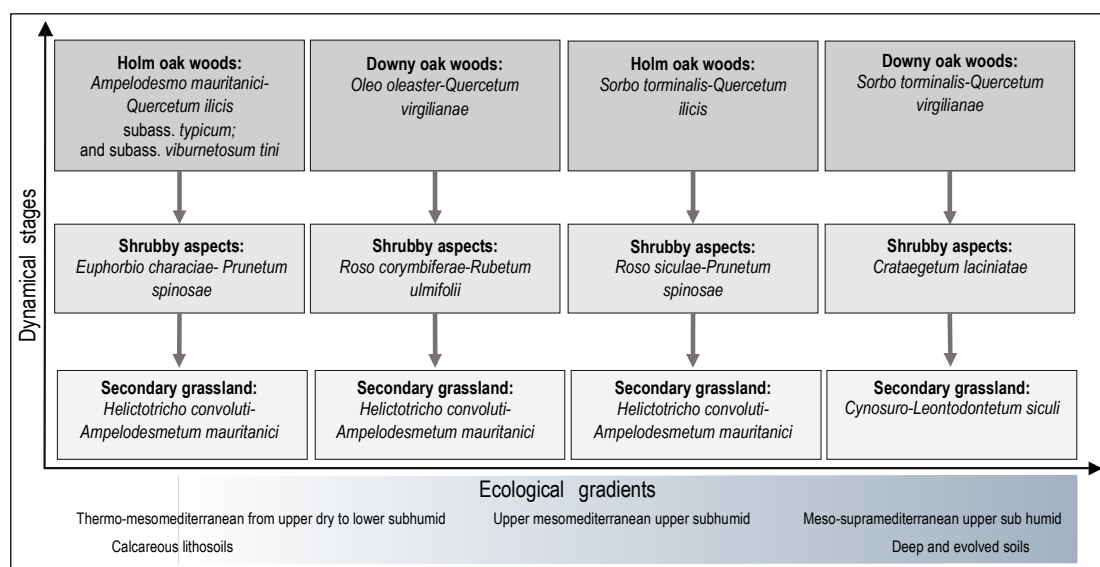 Dynamical stages
Holm oak woods:
Ampelodesmo mauritanici-
Quercetum ilicis
subass. typicum;
and subass. viburnetosum tini
Downy oak woods:
Oleo oleaster-Quercetum
virgilianae
Holm oak woods:
Sorbo torminalis-Quercetum
ilicis
Downy oak woods:
Sorbo torminalis-Quercetum
virgilianae
Shrubby aspects:
Euphorbio characiae- Prunetum
spinosae
Shrubby aspects:
Roso corymbiferae-Rubetum
ulmifolii
Shrubby aspects:
Roso siculae-Prunetum
spinosae
Shrubby aspects:
Crataegetum laciniatae
Secondary grassland:
Helictotricho convoluti-
Ampelodesmetum mauritanici
Secondary grassland:
Helictotricho convoluti-
Ampelodesmetum mauritanici
Secondary grassland:
Helictotricho convoluti-
Ampelodesmetum mauritanici
Secondary grassland:
Cynosuro-Leontodontetum siculi
Ecological gradients
Thermo-mesomediterranean from upper dry to lower subhumid
Upper mesomediterranean upper subhumid
Meso-supramediterranean upper sub humid
Calcareous lithosoils
Deep and evolved soils